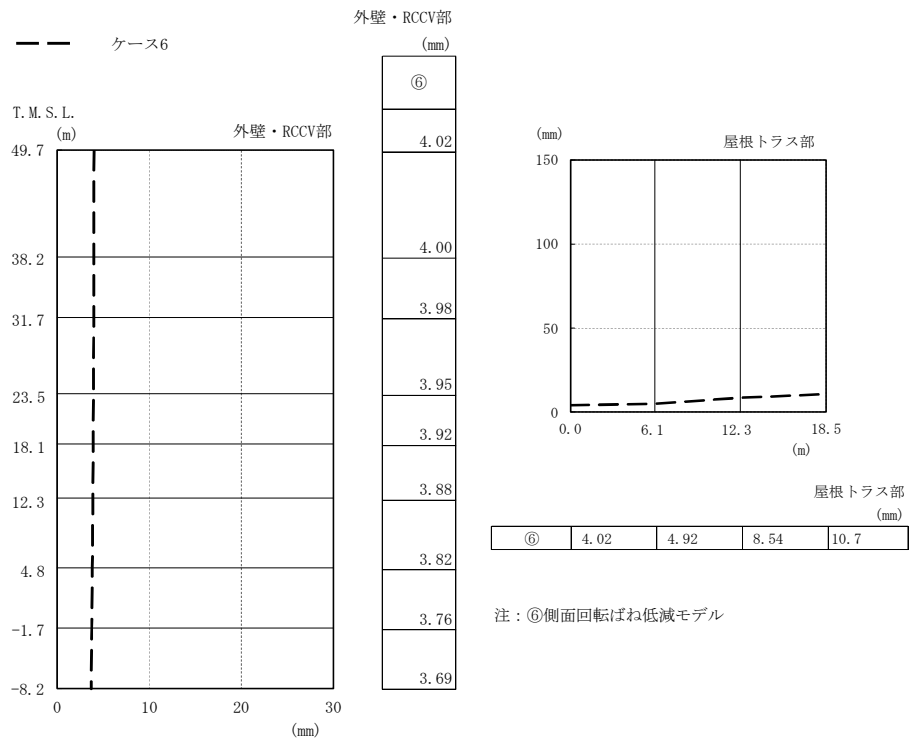 ケース6
外壁・RCCV部
(mm)
⑥
4.02
4.00
3.98
3.95
3.92
3.88
3.82
3.76
3.69
T.M.S.L.
(m)
外壁・RCCV部
49.7
38.2
31.7
23.5
18.1
12.3
4.8
-1.7
-8.2
0 10 20 30
(mm)
(mm)
屋根トラス部
150
100
50
0
0.0 6.1 12.3 18.5
(m)
屋根トラス部
(mm)
⑥ 4.02 4.92 8.54 10.7
注：⑥側面回転ばね低減モデル